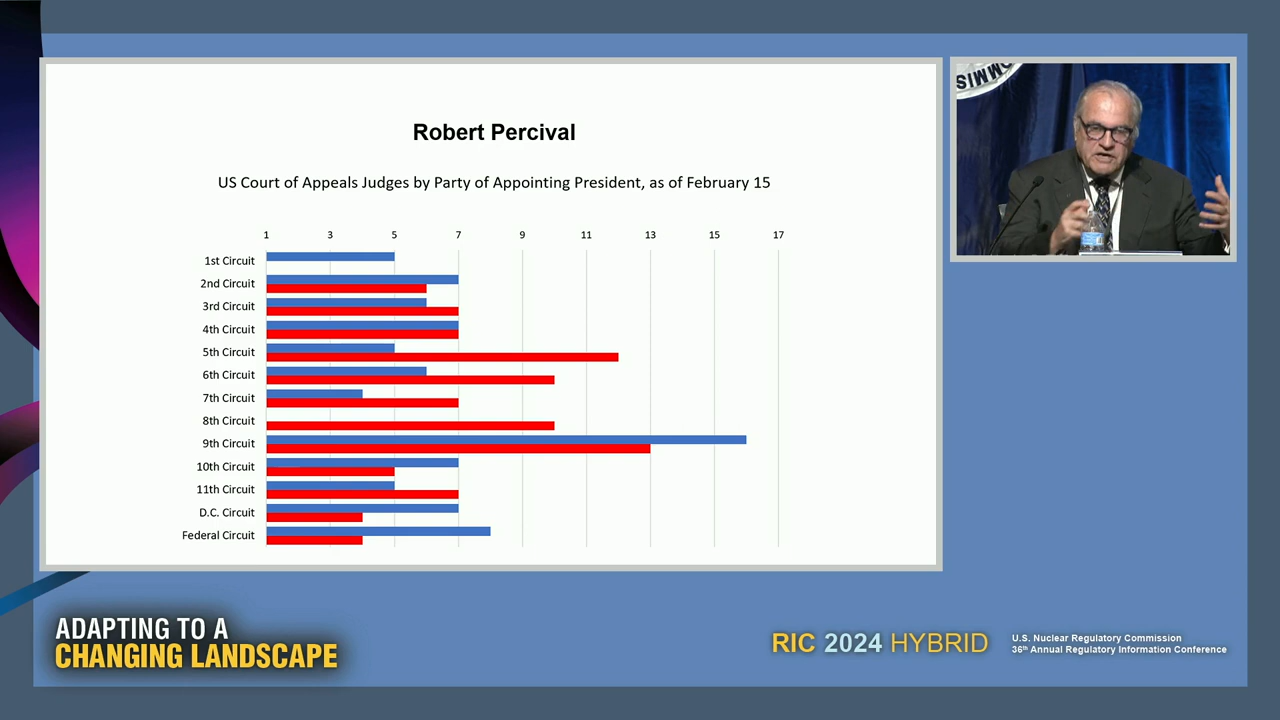 Robert Percival
US Court of Appeals Judges by Party of Appointing President, as of February 15
1 3 5 7 9 11 13 15 17
1st Circuit
2nd Circuit
3rd Circuit
4th Circuit
5th Circuit
6th Circuit
7th Circuit
8th Circuit
9th Circuit
10th Circuit
11th Circuit
D.C. Circuit
Federal Circuit
ADAPTING TO A
CHANGING LANDSCAPE
RIC 2024 HYBRID
U.S. Nuclear Regulatory Commission
36th Annual Regulatory Information Conference